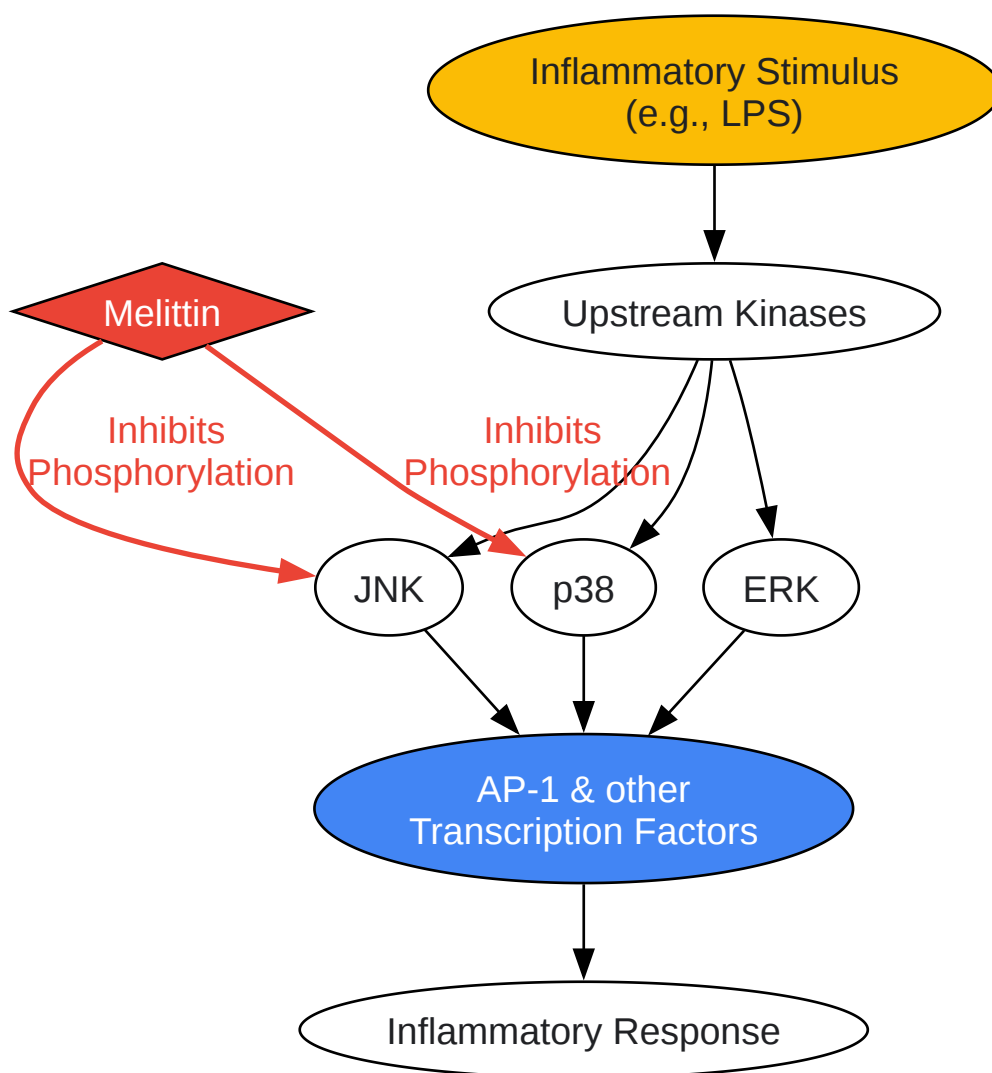 Inflammatory Stimulus
(e.g., LPS)
Melittin
Upstream Kinases
Inhibits
Phosphorylation
Inhibits
Phosphorylation
JNK
p38
ERK
AP-1 & other
Transcription Factors
Inflammatory Response